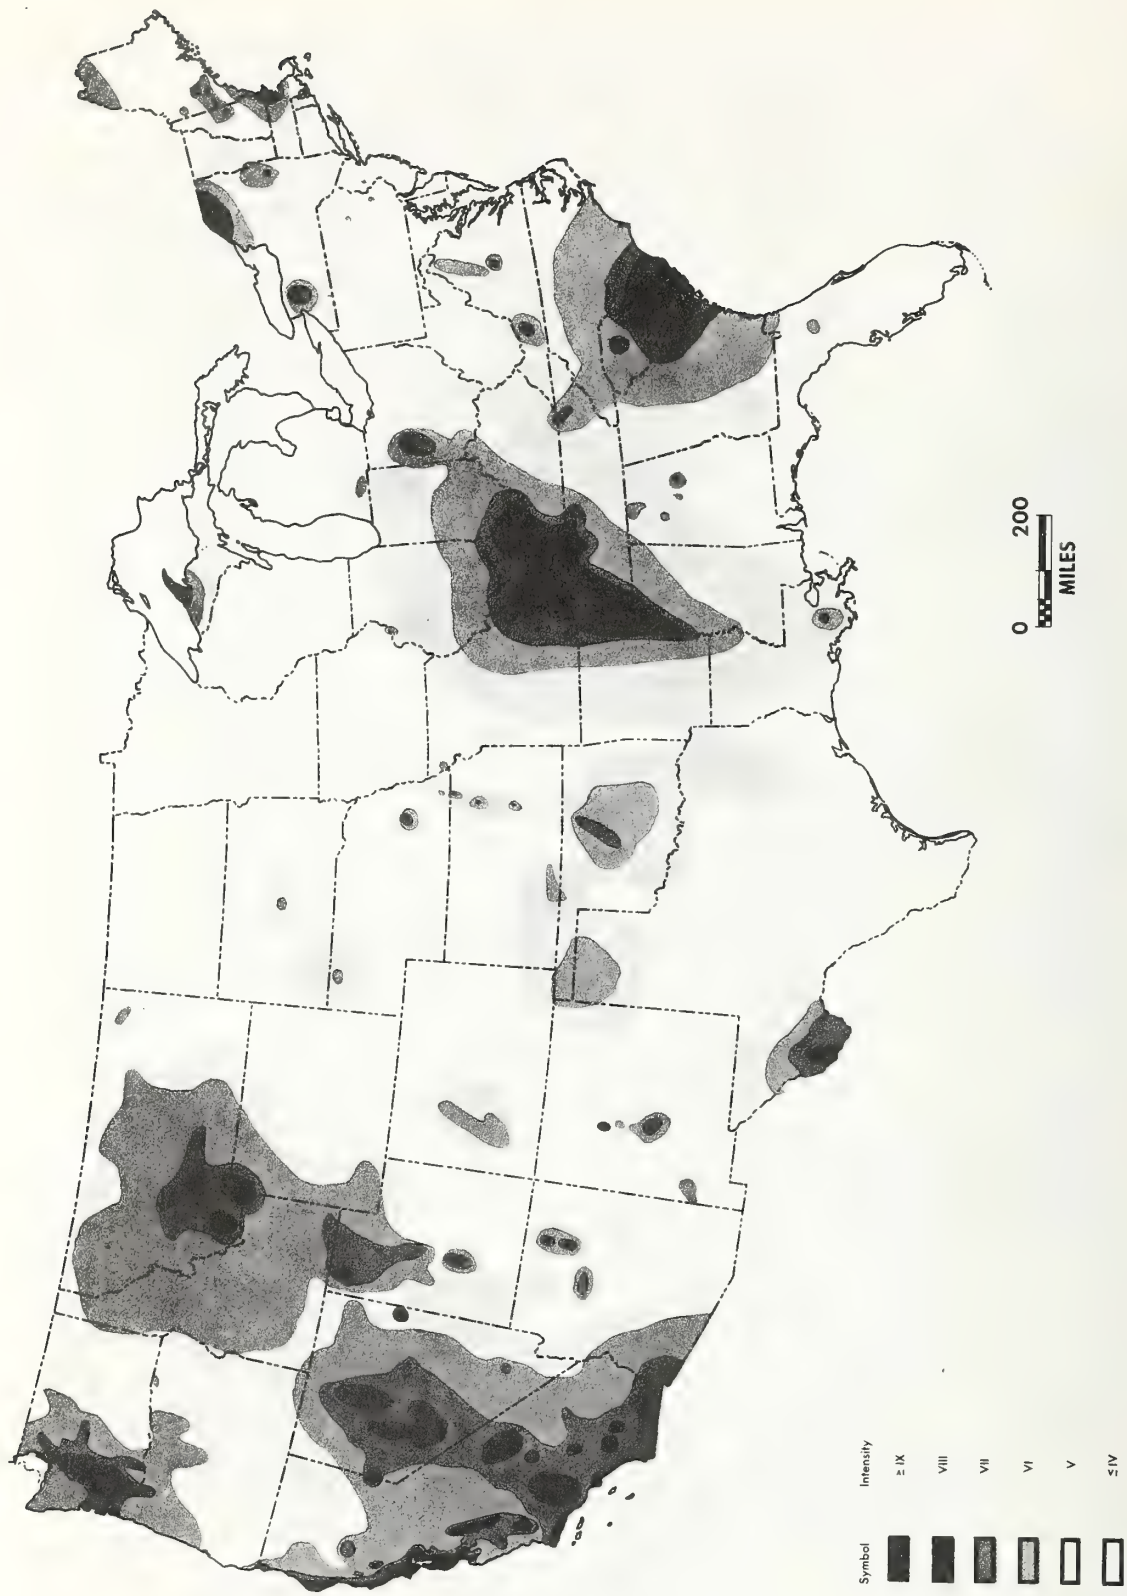 0 200
MILES
Symbol Intensity
≥ IX
VIII
VII
VI
V
≤ IV